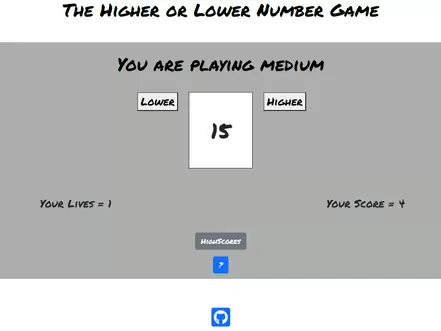 The Higher or Lower Number Game
You are playing medium
Lower
15
Higher
Your Lives = 1
Your Score = 4
HighScores
?